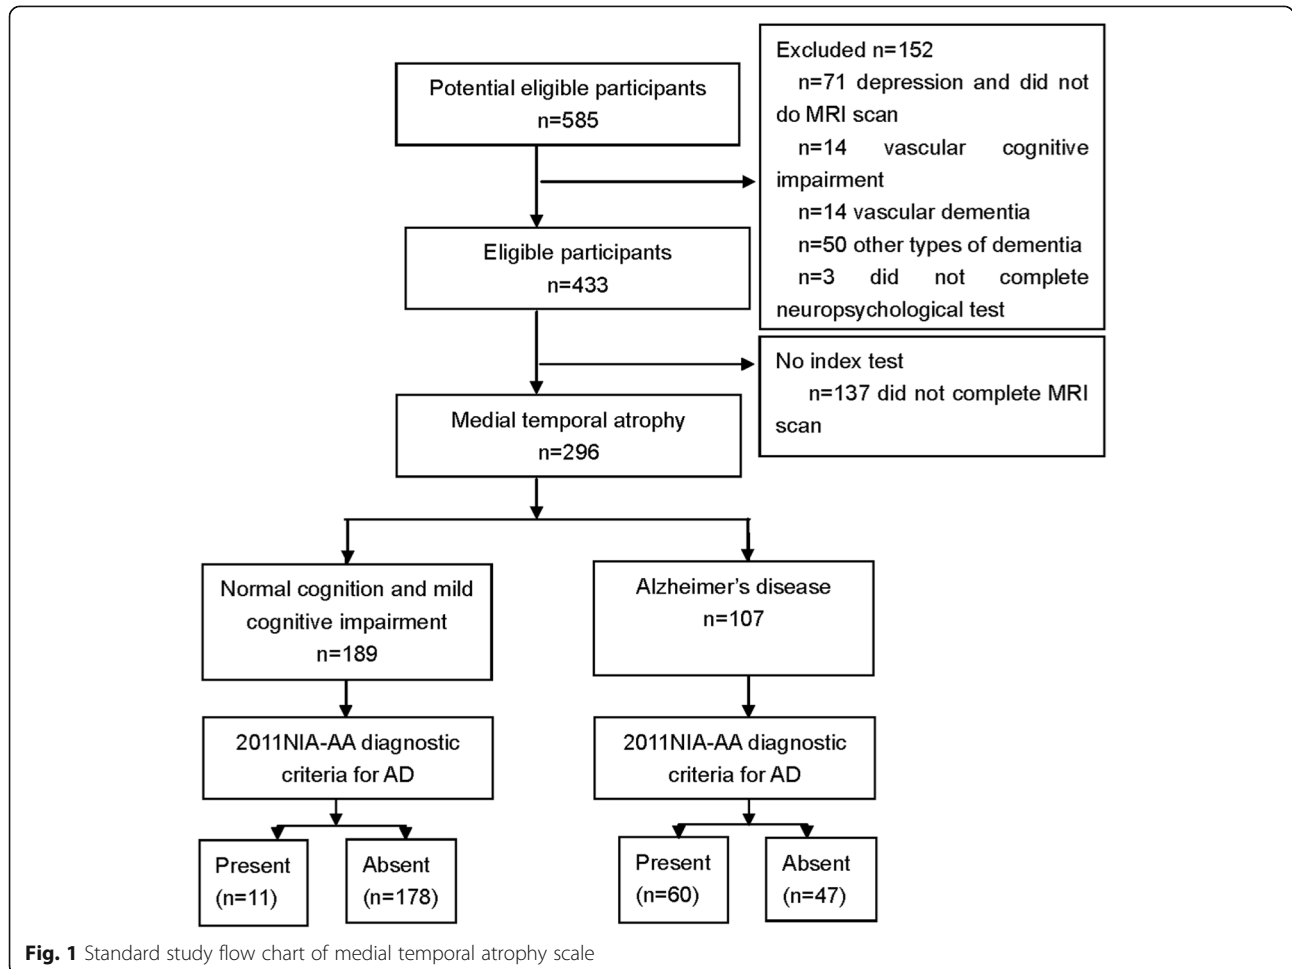 Potential eligible participants
n=585
Excluded n=152
n=71 depression and did not
do MRI scan
n=14 vascular cognitive
impairment
n=14 vascular dementia
n=50 other types of dementia
n=3 did not complete
neuropsychological test
Eligible participants
n=433
No index test
n=137 did not complete MRI
scan
Medial temporal atrophy
n=296
Normal cognition and mild
cognitive impairment
n=189
Alzheimer's disease
n=107
2011NIA-AA diagnostic
criteria for AD
2011NIA-AA diagnostic
criteria for AD
Present
(n=11)
Absent
(n=178)
Present
(n=60)
Absent
(n=47)
Fig. 1 Standard study flow chart of medial temporal atrophy scale